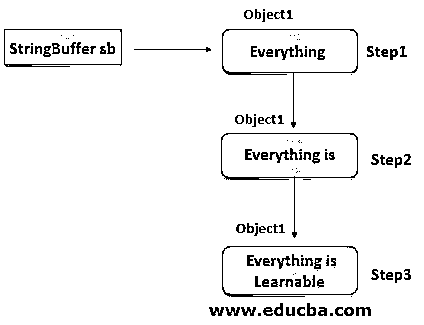 Object1
StringBuffer sb
Everything
Step1
Object1
Everything is
Step2
Object1
Everything is
Learnable
Step3
www.educba.com